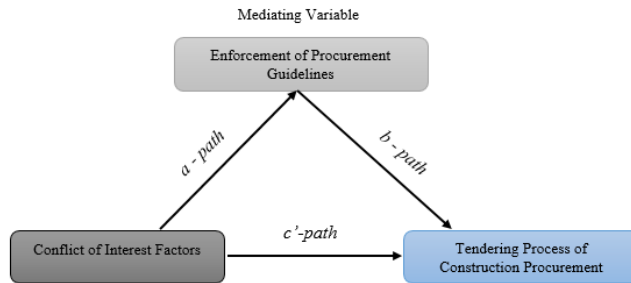 Mediating Variable
Enforcement of Procurement
Guidelines
a - path
b - path
c'-path
Conflict of Interest Factors
Tendering Process of
Construction Procurement